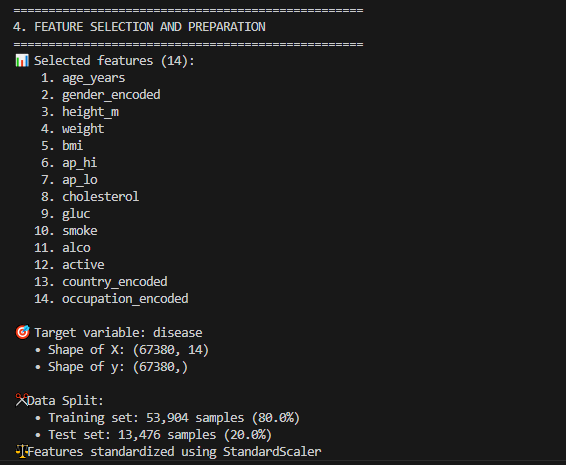 ==================================================
4. FEATURE SELECTION AND PREPARATION
==================================================
📊 Selected features (14):
1. age_years
2. gender_encoded
3. height_m
4. weight
5. bmi
6. ap_hi
7. ap_lo
8. cholesterol
9. gluc
10. smoke
11. alco
12. active
13. country_encoded
14. occupation_encoded
🎯 Target variable: disease
• Shape of X: (67380, 14)
• Shape of y: (67380,)
✂️Data Split:
• Training set: 53,904 samples (80.0%)
• Test set: 13,476 samples (20.0%)
⚖️Features standardized using StandardScaler